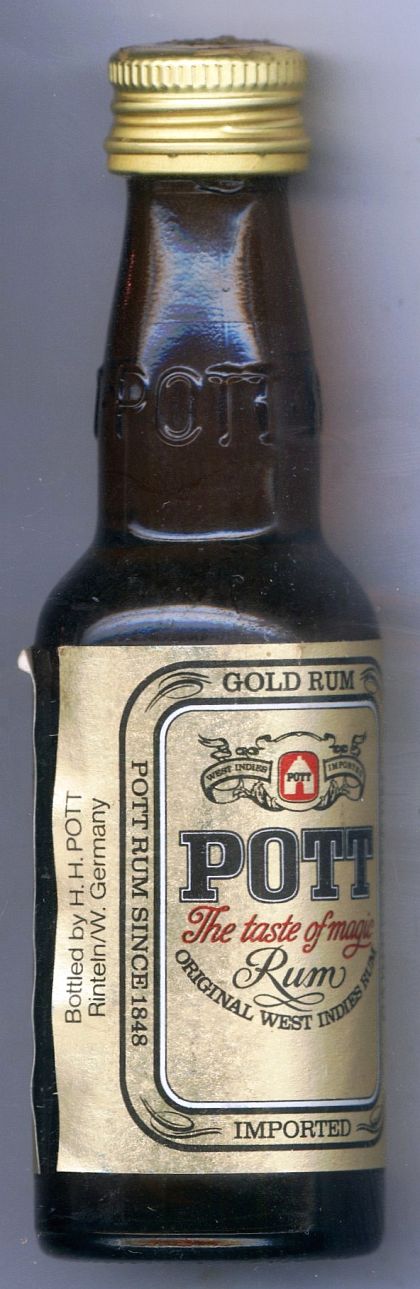 POTT
GOLD RUM
WEST INDIES
IMPORTED
POTT
POTT
The taste of magic
Rum
ORIGINAL WEST INDIES RUM
IMPORTED
POTT RUM SINCE 1848
Bottled by H. H. POTT
Rinteln/W. Germany